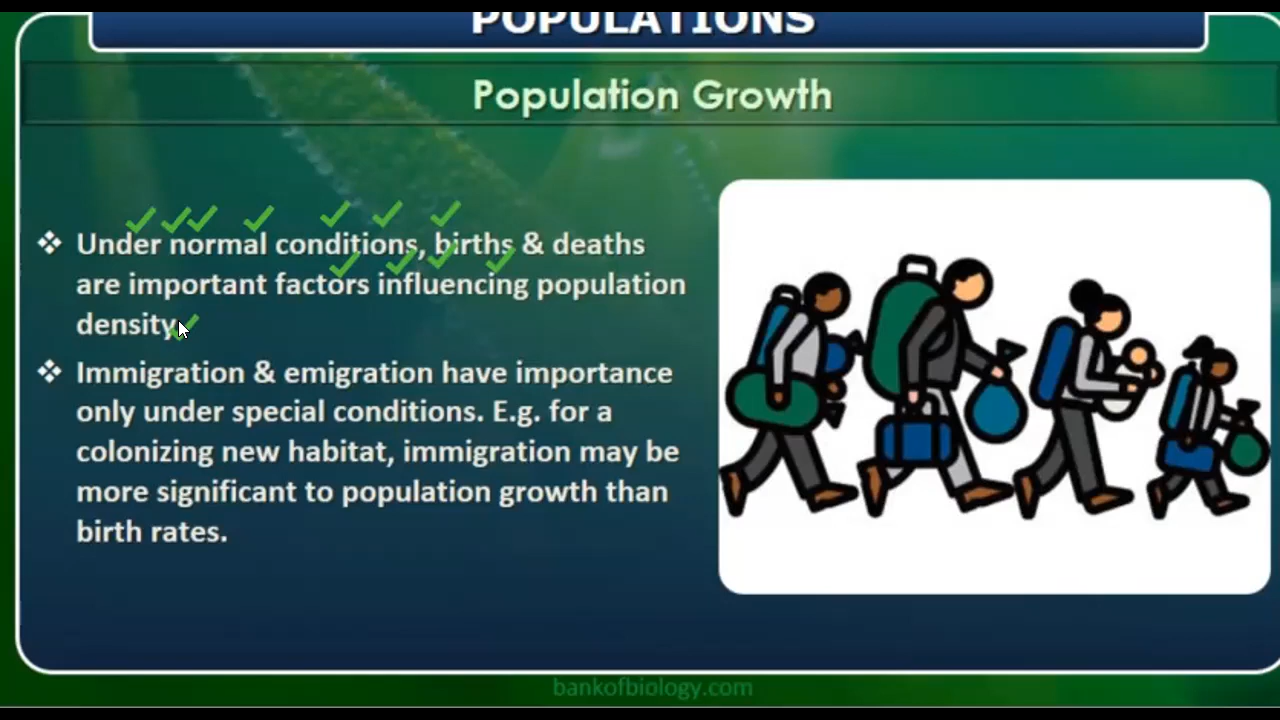 POPULATIONS
Population Growth
❖ Under normal conditions, births & deaths
are important factors influencing population
density.
❖ Immigration & emigration have importance
only under special conditions. E.g. for a
colonizing new habitat, immigration may be
more significant to population growth than
birth rates.
bankofbiology.com